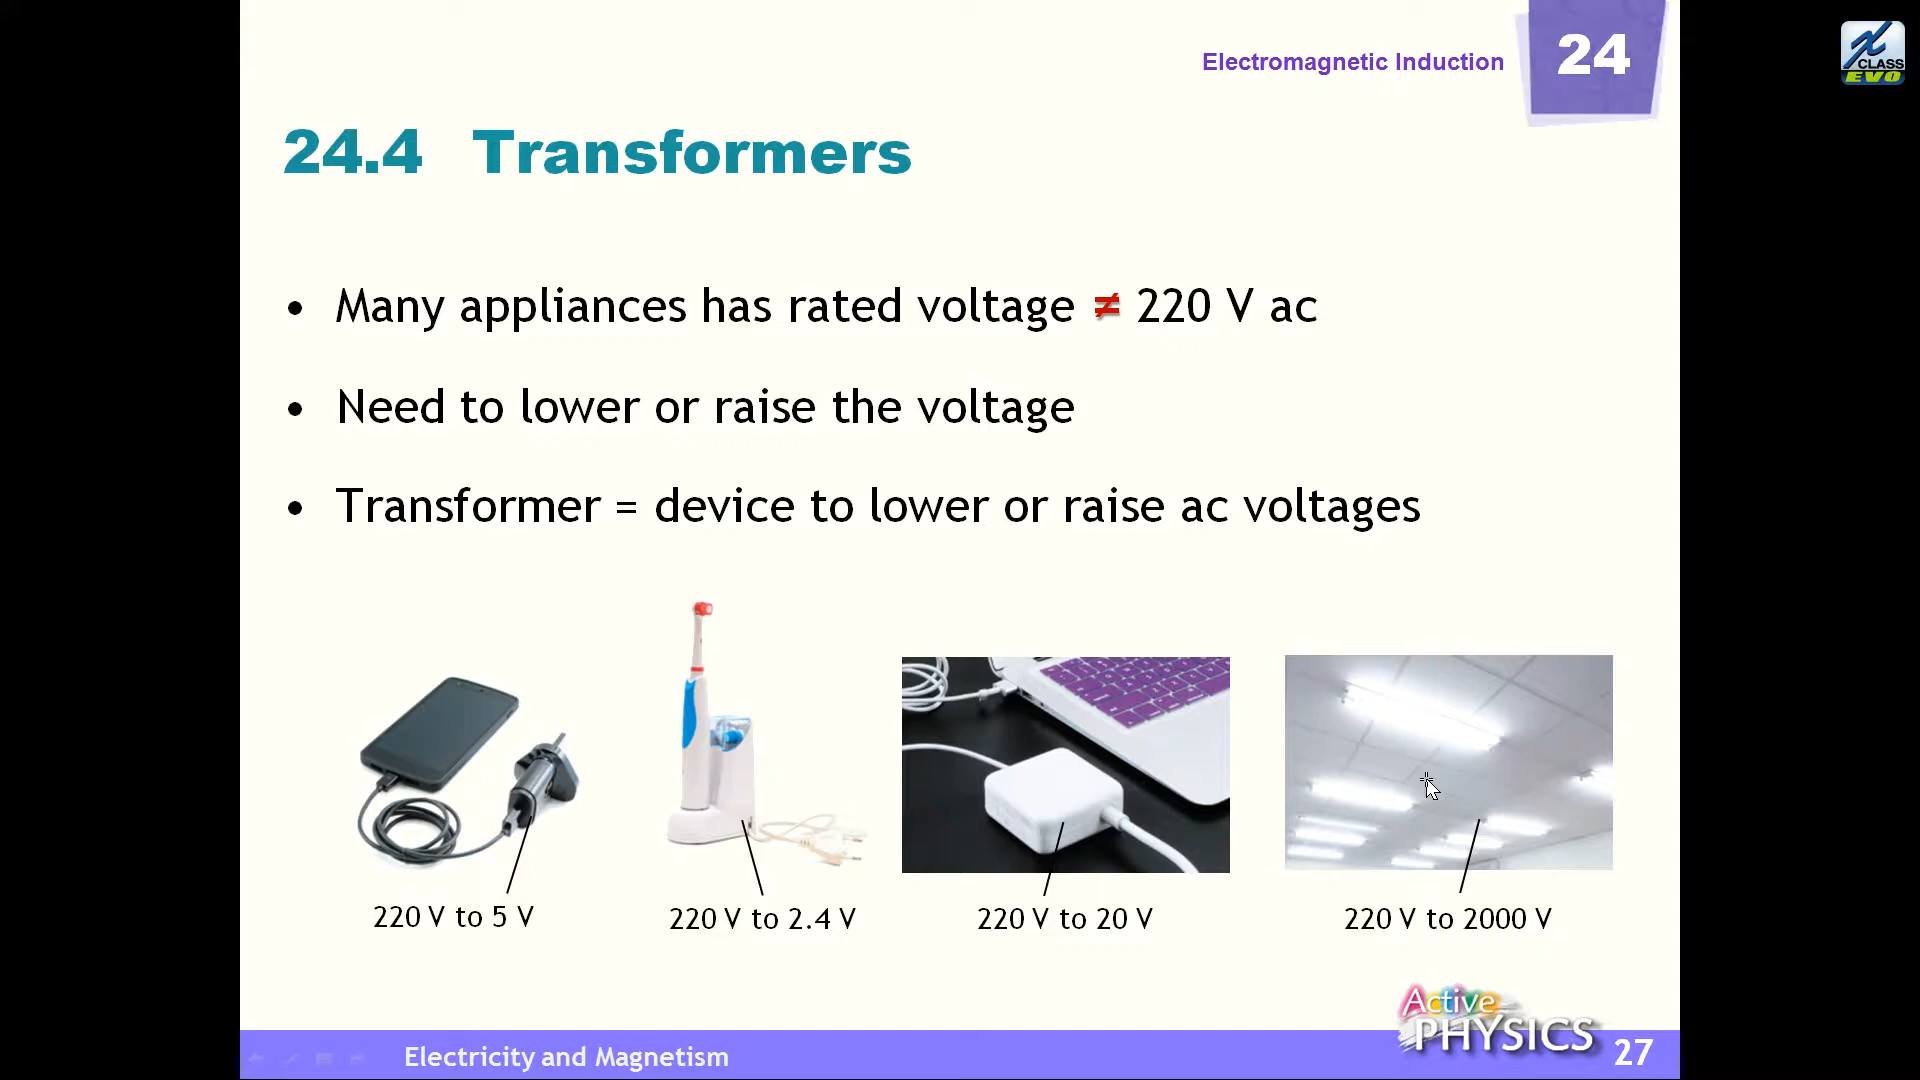 Electromagnetic Induction
24
CLASS
EVO
24.4 Transformers
• Many appliances has rated voltage ≠ 220 V ac
• Need to lower or raise the voltage
• Transformer = device to lower or raise ac voltages
220 V to 5 V
220 V to 2.4 V
220 V to 20 V
220 V to 2000 V
Active
PHYSICS
Electricity and Magnetism
27